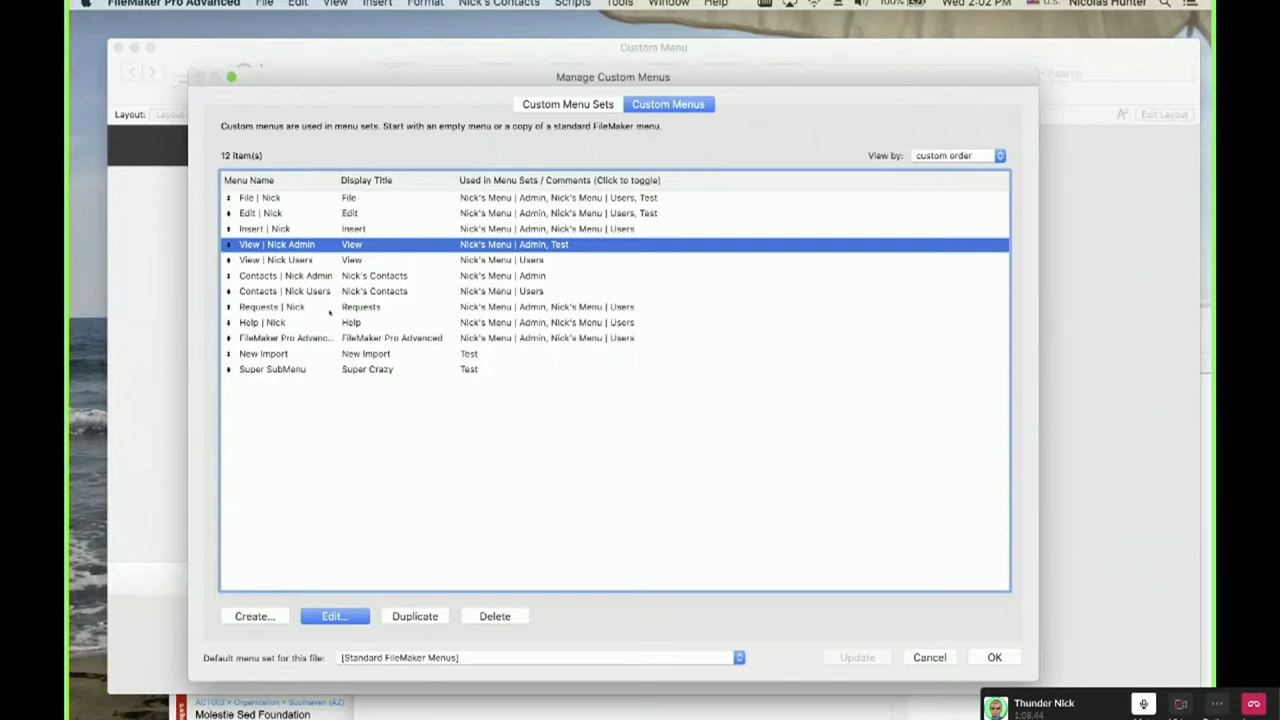 FileMaker Pro Advanced File Edit View Insert Format Nick's Contacts Scripts Tools Window Help 100% U.S. Wed 2:02 PM Nicolas Hunter
Custom Menu
Manage Custom Menus
Search
Custom Menu Sets Custom Menus
Layout: Edit Layout
Custom menus are used in menu sets. Start with an empty menu or a copy of a standard FileMaker menu.
12 item(s) View by: custom order
Menu Name Display Title Used in Menu Sets / Comments (Click to toggle)
File | Nick File Nick's Menu | Admin, Nick's Menu | Users, Test
Edit | Nick Edit Nick's Menu | Admin, Nick's Menu | Users, Test
Insert | Nick Insert Nick's Menu | Admin, Nick's Menu | Users
View | Nick Admin View Nick's Menu | Admin, Test
View | Nick Users View Nick's Menu | Users
Contacts | Nick Admin Nick's Contacts Nick's Menu | Admin
Contacts | Nick Users Nick's Contacts Nick's Menu | Users
Requests | Nick Requests Nick's Menu | Admin, Nick's Menu | Users
Help | Nick Help Nick's Menu | Admin, Nick's Menu | Users
FileMaker Pro Advanc... FileMaker Pro Advanced Nick's Menu | Admin, Nick's Menu | Users
New Import New Import Test
Super SubMenu Super Crazy Test
Create... Edit... Duplicate Delete
Default menu set for this file: [Standard FileMaker Menus] Update Cancel OK
ACT002 • Organization • Southaven (AZ)
Molestie Sed Foundation
Thunder Nick
1:08:44